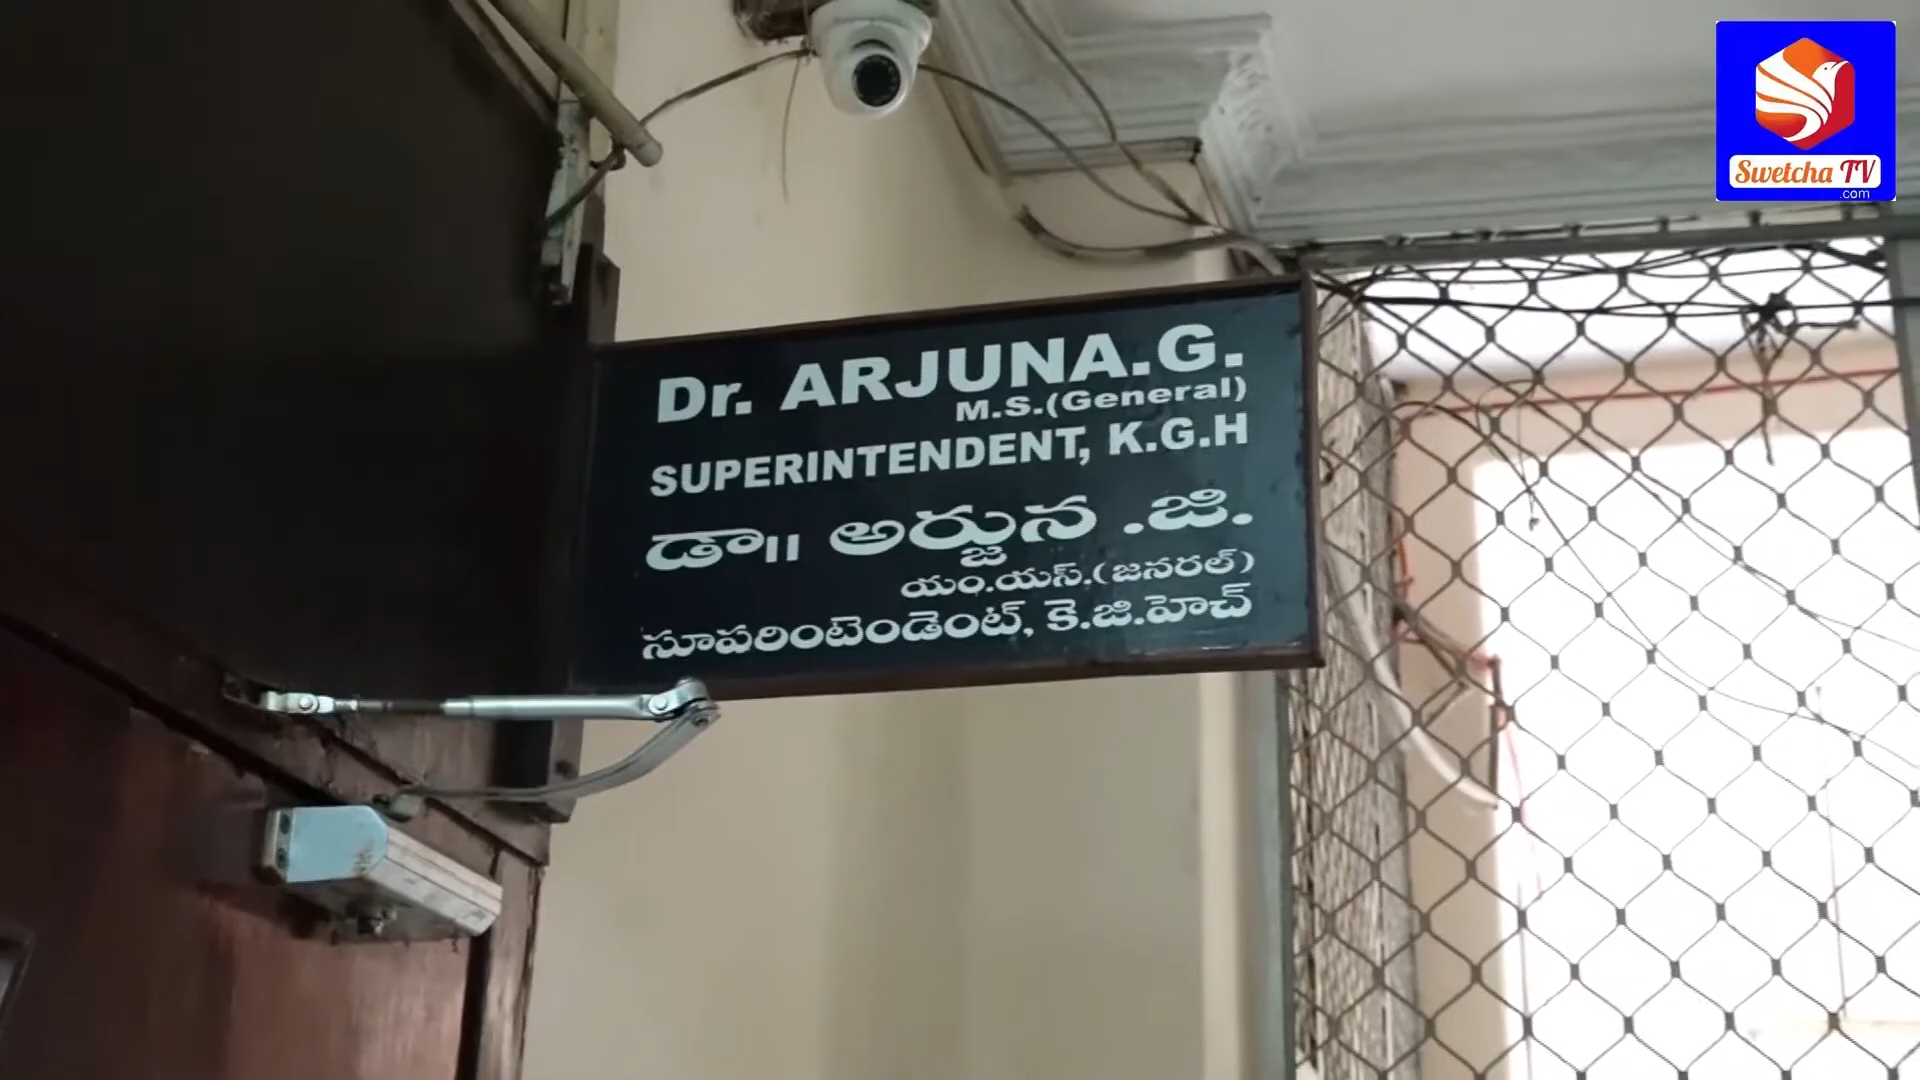 Swetcha TV
.com
Dr. ARJUNA.G.
M.S.(General)
SUPERINTENDENT, K.G.H
డా|| అర్జున .జి.
యం.యస్.(జనరల్)
సూపరింటెండెంట్, కె.జి.హెచ్